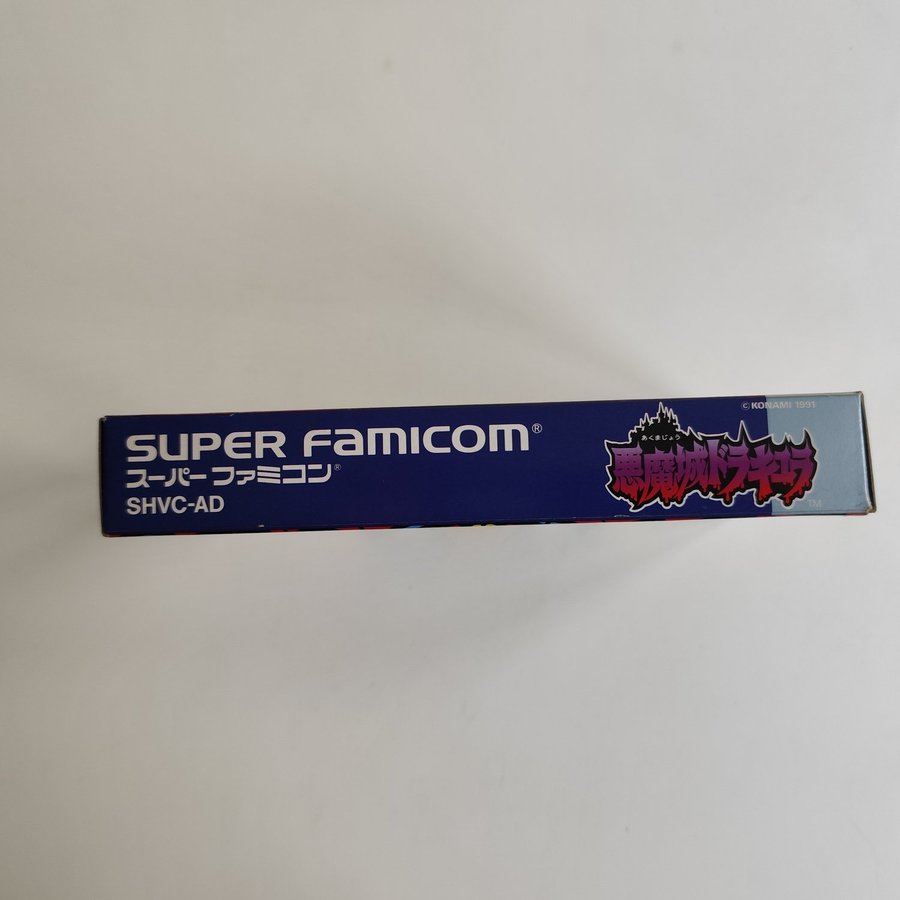 SUPER FAMICOM®
スーパーファミコン®
SHVC-AD
© KONAMI 1991
あくまじょう
悪魔城ドラキュラ
TM